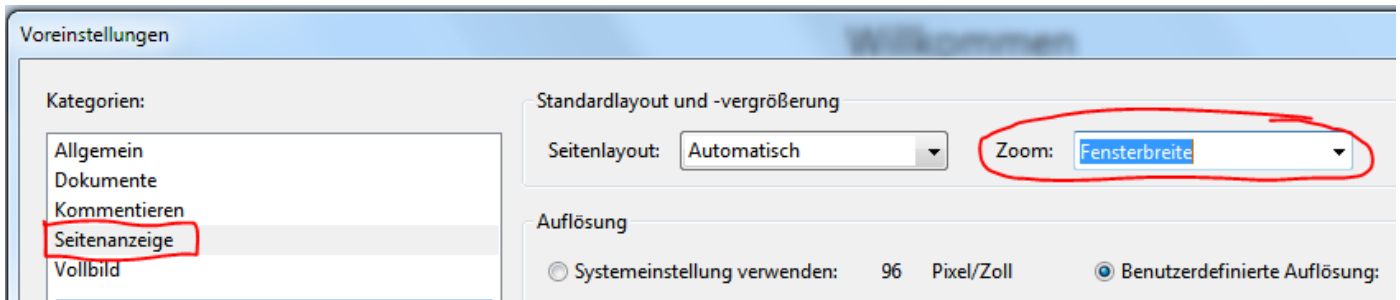 Voreinstellungen
Willkommen
Kategorien:
Allgemein
Dokumente
Kommentieren
Seitenanzeige
Vollbild
Standardlayout und -vergrößerung
Seitenlayout: Automatisch Zoom: Fensterbreite
Auflösung
Systemeinstellung verwenden: 96 Pixel/Zoll Benutzerdefinierte Auflösung: